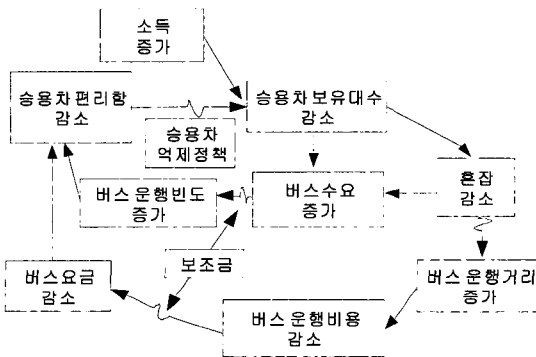 소득
증가
승용차 편리함
감소
승용차 보유대수
감소
승용차
억제정책
버스 운행빈도
증가
버스수요
증가
혼잡
감소
보조금
버스요금
감소
버스 운행비용
감소
버스 운행거리
증가